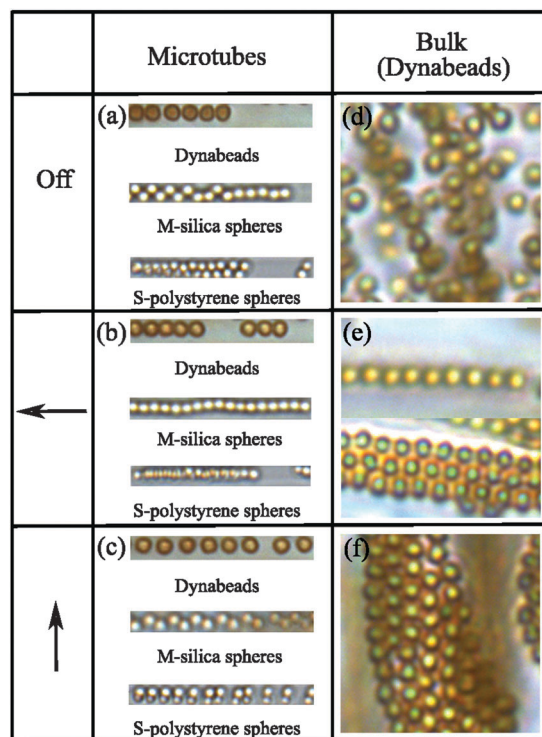 Microtubes
Bulk
(Dynabeads)
Off
(a)
Dynabeads
M-silica spheres
S-polystyrene spheres
(d)
(b)
Dynabeads
M-silica spheres
S-polystyrene spheres
(e)
(c)
Dynabeads
M-silica spheres
S-polystyrene spheres
(f)